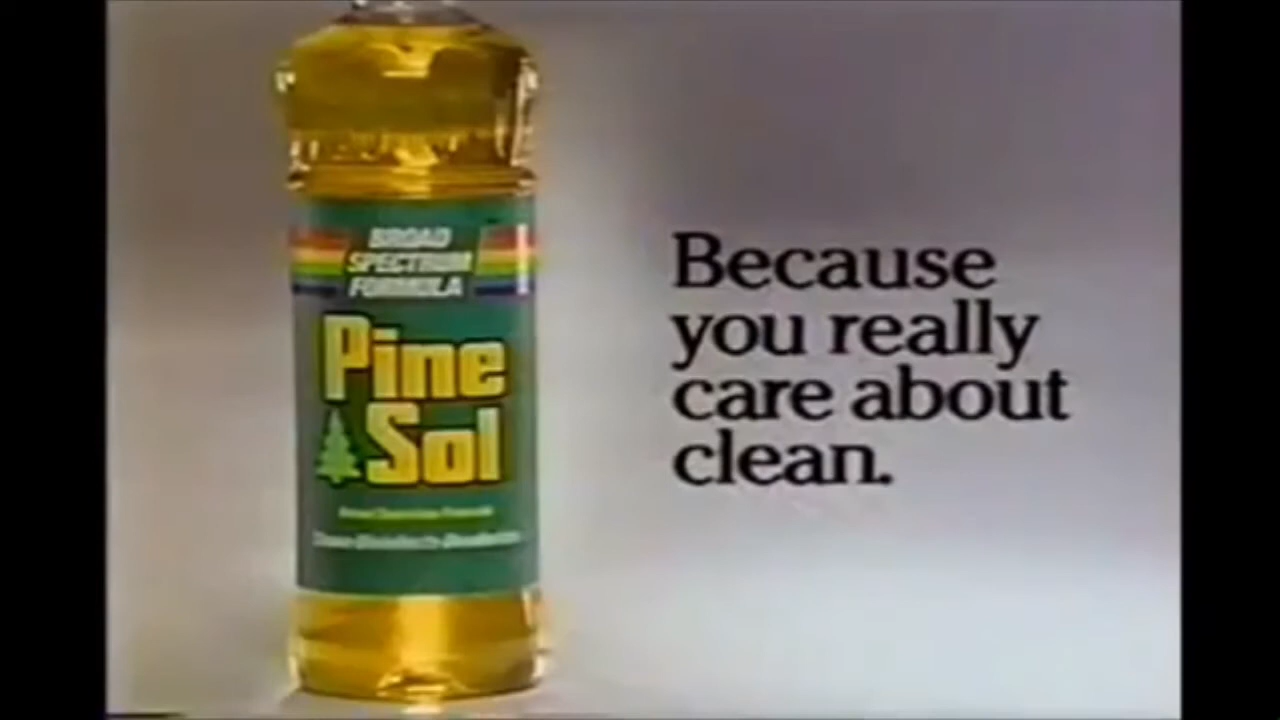 BROAD
SPECTRUM
FORMULA
Pine
Sol
Because
you really
care about
clean.